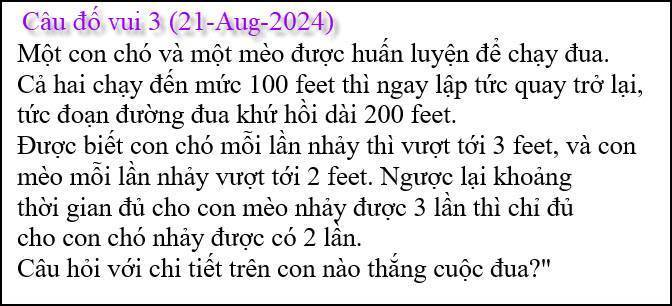 Câu đố vui 3 (21-Aug-2024)
Một con chó và một mèo được huấn luyện để chạy đua.
Cả hai chạy đến mức 100 feet thì ngay lập tức quay trở lại,
tức đoạn đường đua khứ hồi dài 200 feet.
Được biết con chó mỗi lần nhảy thì vượt tới 3 feet, và con
mèo mỗi lần nhảy vượt tới 2 feet. Ngược lại khoảng
thời gian đủ cho con mèo nhảy được 3 lần thì chỉ đủ
cho con chó nhảy được có 2 lần.
Câu hỏi với chi tiết trên con nào thắng cuộc đua?"